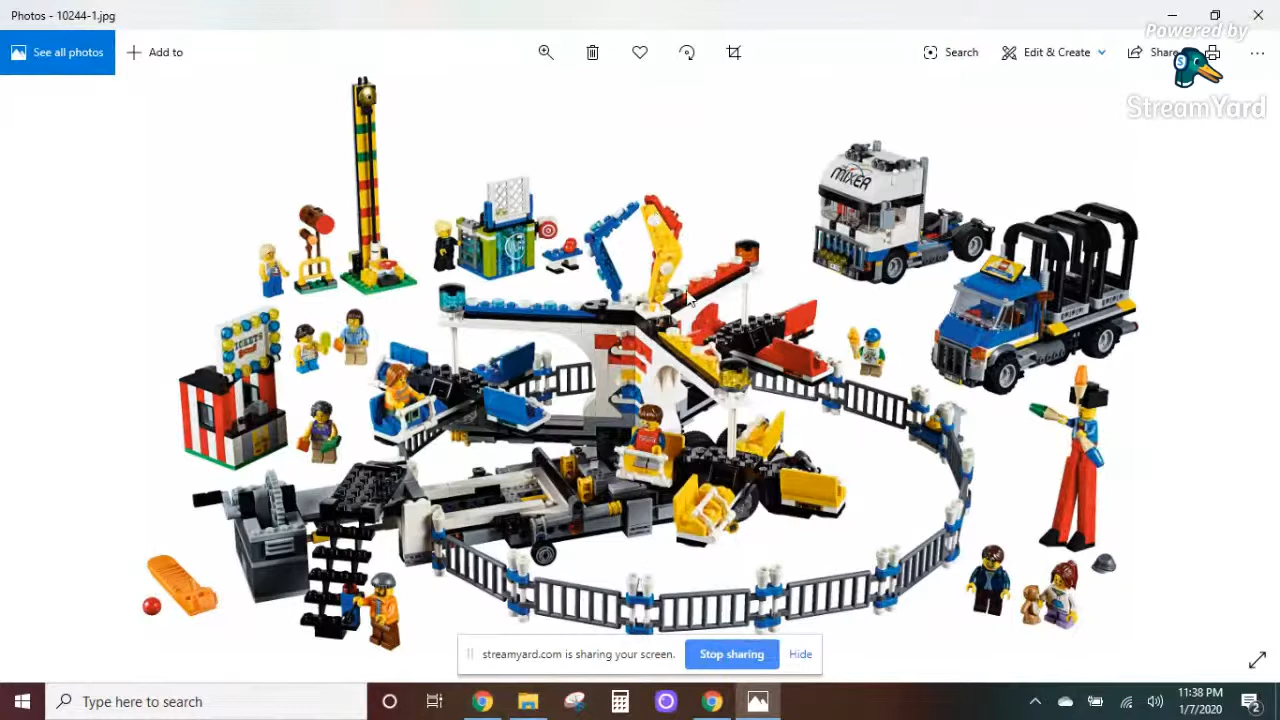 Photos - 10244-1.jpg
Powered by
See all photos
Add to
Search
Edit & Create
Share
S
StreamYard
MIXER
TICKETS
streamyard.com is sharing your screen.
Stop sharing
Hide
Type here to search
11:38 PM
1/7/2020
2